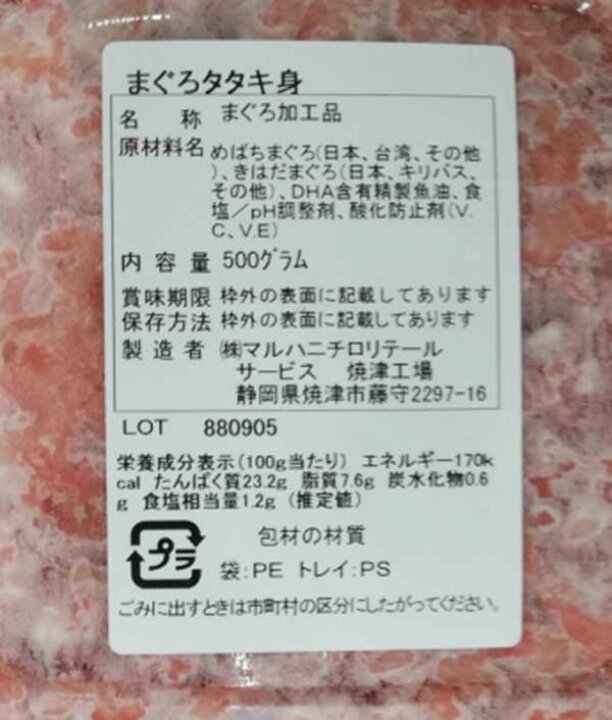 まぐろタタキ身
名 称 まぐろ加工品
原材料名 めばちまぐろ(日本、台湾、その他
)、きはだまぐろ(日本、キリバス、
その他)、DHA含有精製魚油、食
塩/pH調整剤、酸化防止剤(V.
C、V.E)
内容量 500グラム
賞味期限 枠外の表面に記載してあります
保存方法 枠外の表面に記載してあります
製造者 ㈱マルハニチロリテール
サービス 焼津工場
静岡県焼津市藤守2297-16
LOT 880905
栄養成分表示(100g当たり) エネルギー170k
cal たんぱく質23.2g 脂質7.6g 炭水化物0.6
g 食塩相当量1.2g (推定値)
プラ
包材の材質
袋:PE トレイ:PS
ごみに出すときは市町村の区分にしたがってください。